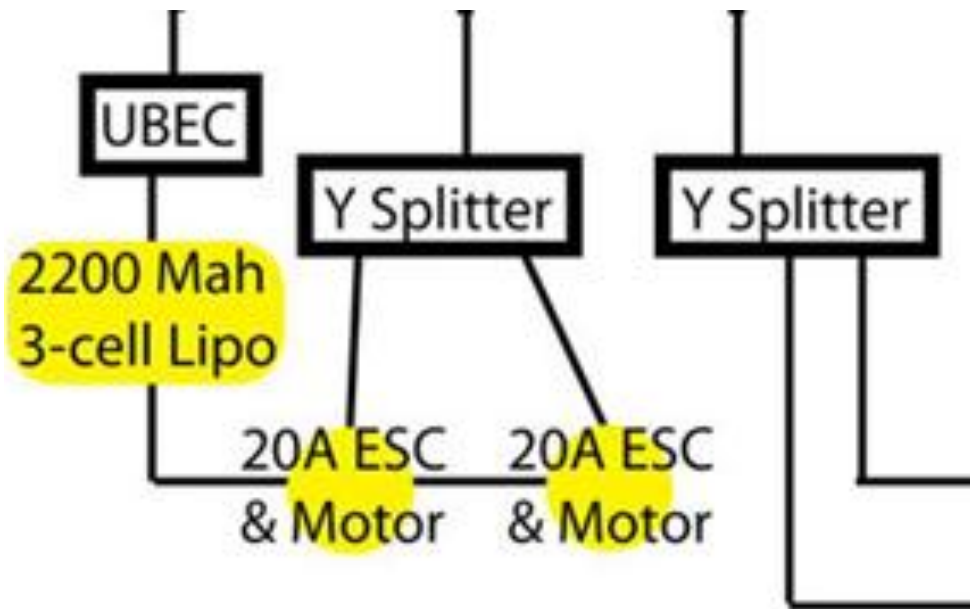 UBEC
Y Splitter
Y Splitter
2200 Mah
3-cell Lipo
20A ESC
& Motor
20A ESC
& Motor